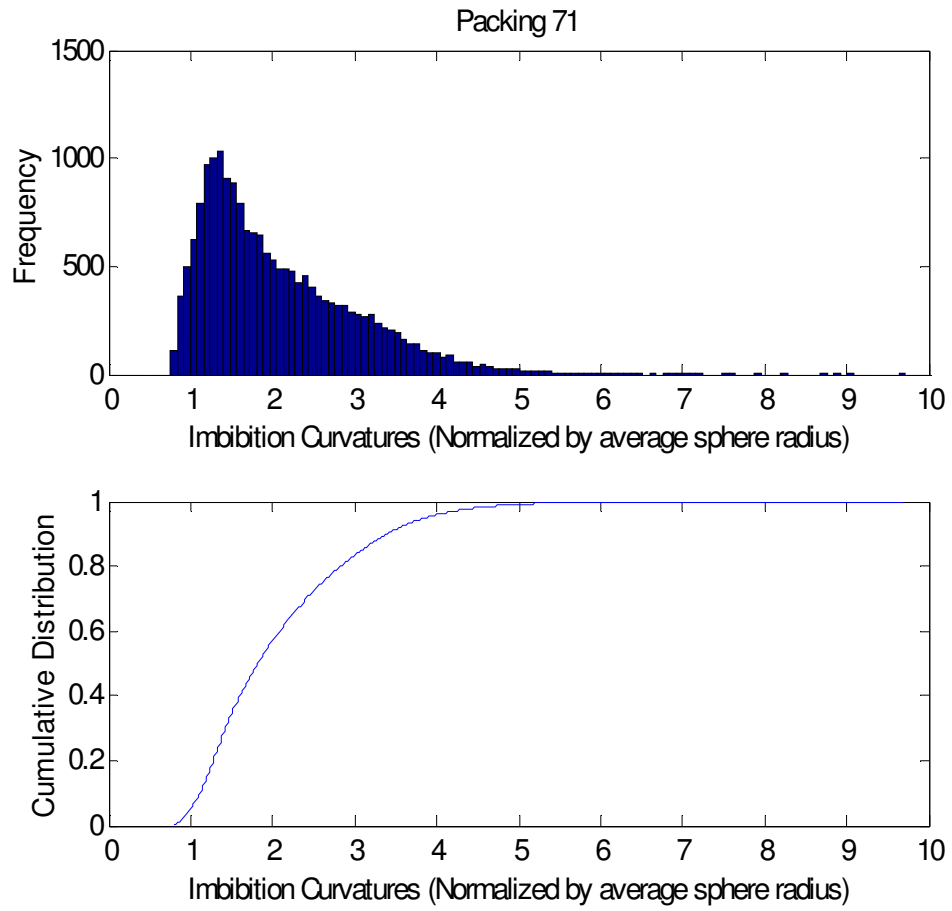 Packing 71
1500
1000
500
0
Frequency
0 1 2 3 4 5 6 7 8 9 10
Imbibition Curvatures (Normalized by average sphere radius)
1
0.8
0.6
0.4
0.2
0
Cumulative Distribution
0 1 2 3 4 5 6 7 8 9 10
Imbibition Curvatures (Normalized by average sphere radius)